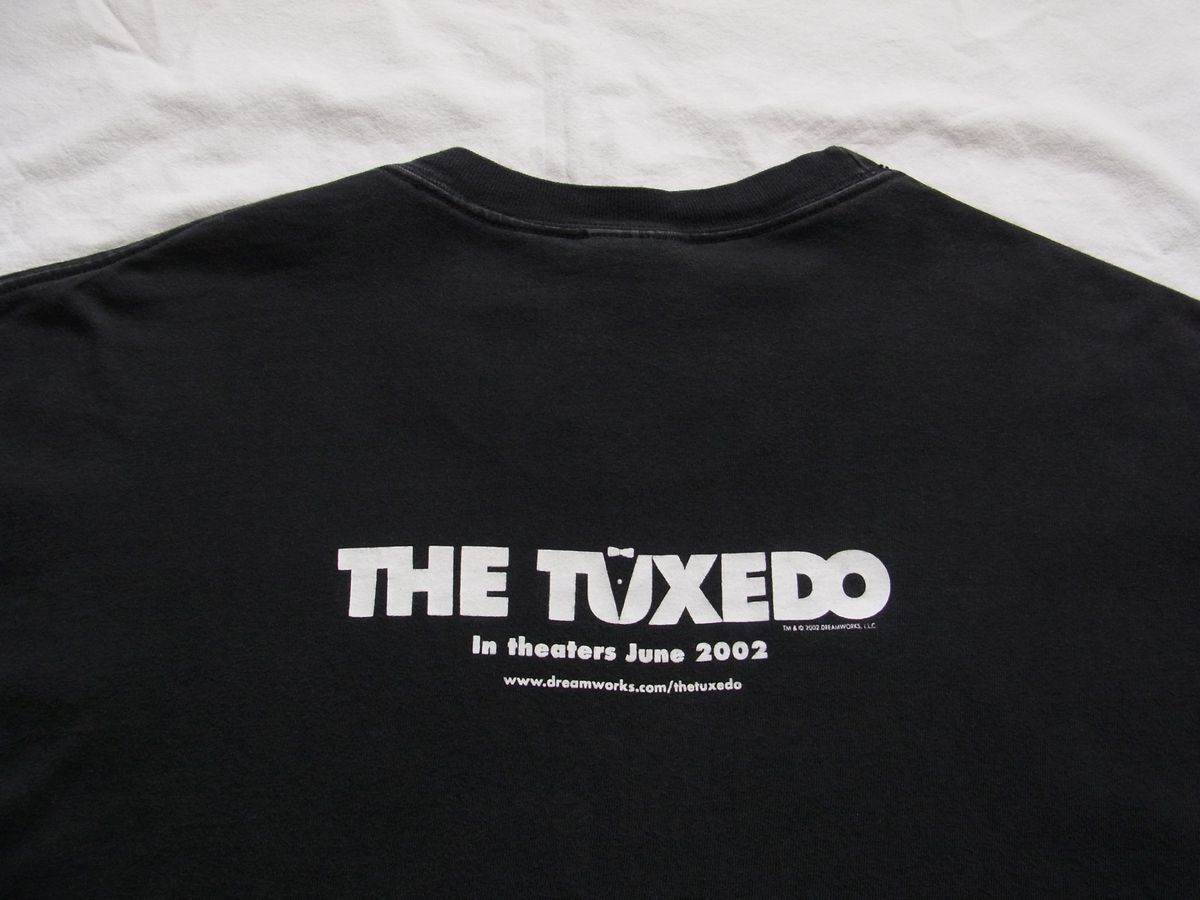 THE TUXEDO
TM & © 2002 DREAMWORKS, L.L.C.
In theaters June 2002
www.dreamworks.com/thetuxedo